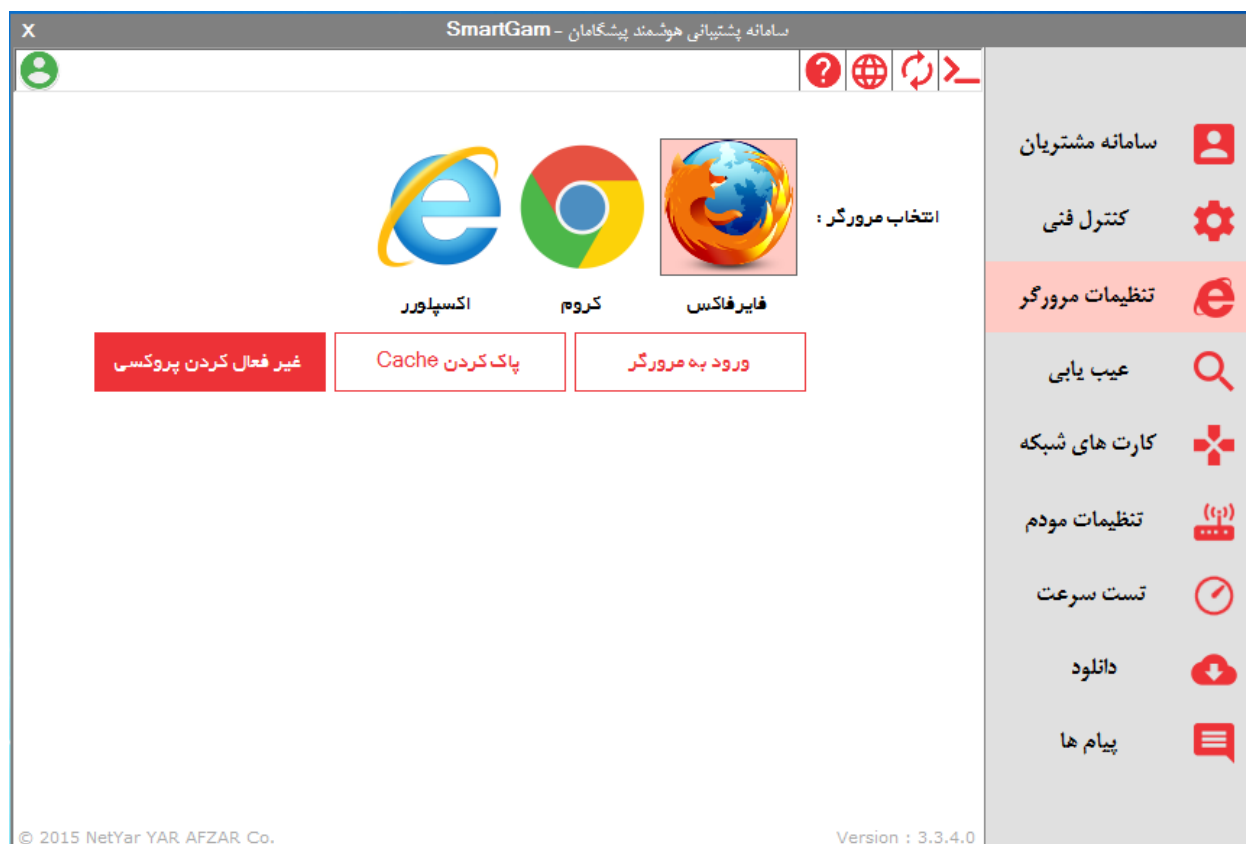 سامانه پشتیبانی هوشمند پیشگامان - SmartGam
X
سامانه مشتریان
کنترل فنی
تنظیمات مرورگر
عیب یابی
کارت های شبکه
تنظیمات مودم
تست سرعت
دانلود
پیام ها
انتخاب مرورگر :
فایرفاکس
کروم
اکسپلورر
ورود به مرورگر
پاک کردن Cache
غیر فعال کردن پروکسی
© 2015 NetYar YAR AFZAR Co.
Version : 3.3.4.0